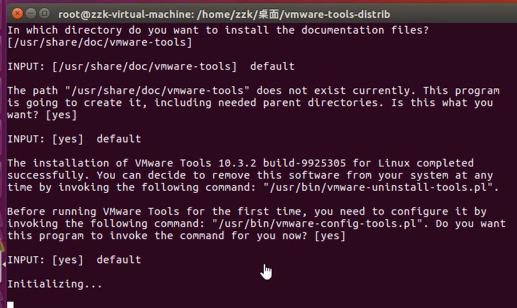 root@zzk-virtual-machine: /home/zzk/桌面/vmware-tools-distrib
In which directory do you want to install the documentation files?
[/usr/share/doc/vmware-tools]
INPUT: [/usr/share/doc/vmware-tools]  default
The path "/usr/share/doc/vmware-tools" does not exist currently. This program
is going to create it, including needed parent directories. Is this what you
want? [yes]
INPUT: [yes]  default
The installation of VMware Tools 10.3.2 build-9925305 for Linux completed
successfully. You can decide to remove this software from your system at any
time by invoking the following command: "/usr/bin/vmware-uninstall-tools.pl".
Before running VMware Tools for the first time, you need to configure it by
invoking the following command: "/usr/bin/vmware-config-tools.pl". Do you want
this program to invoke the command for you now? [yes]
INPUT: [yes]  default
Initializing...